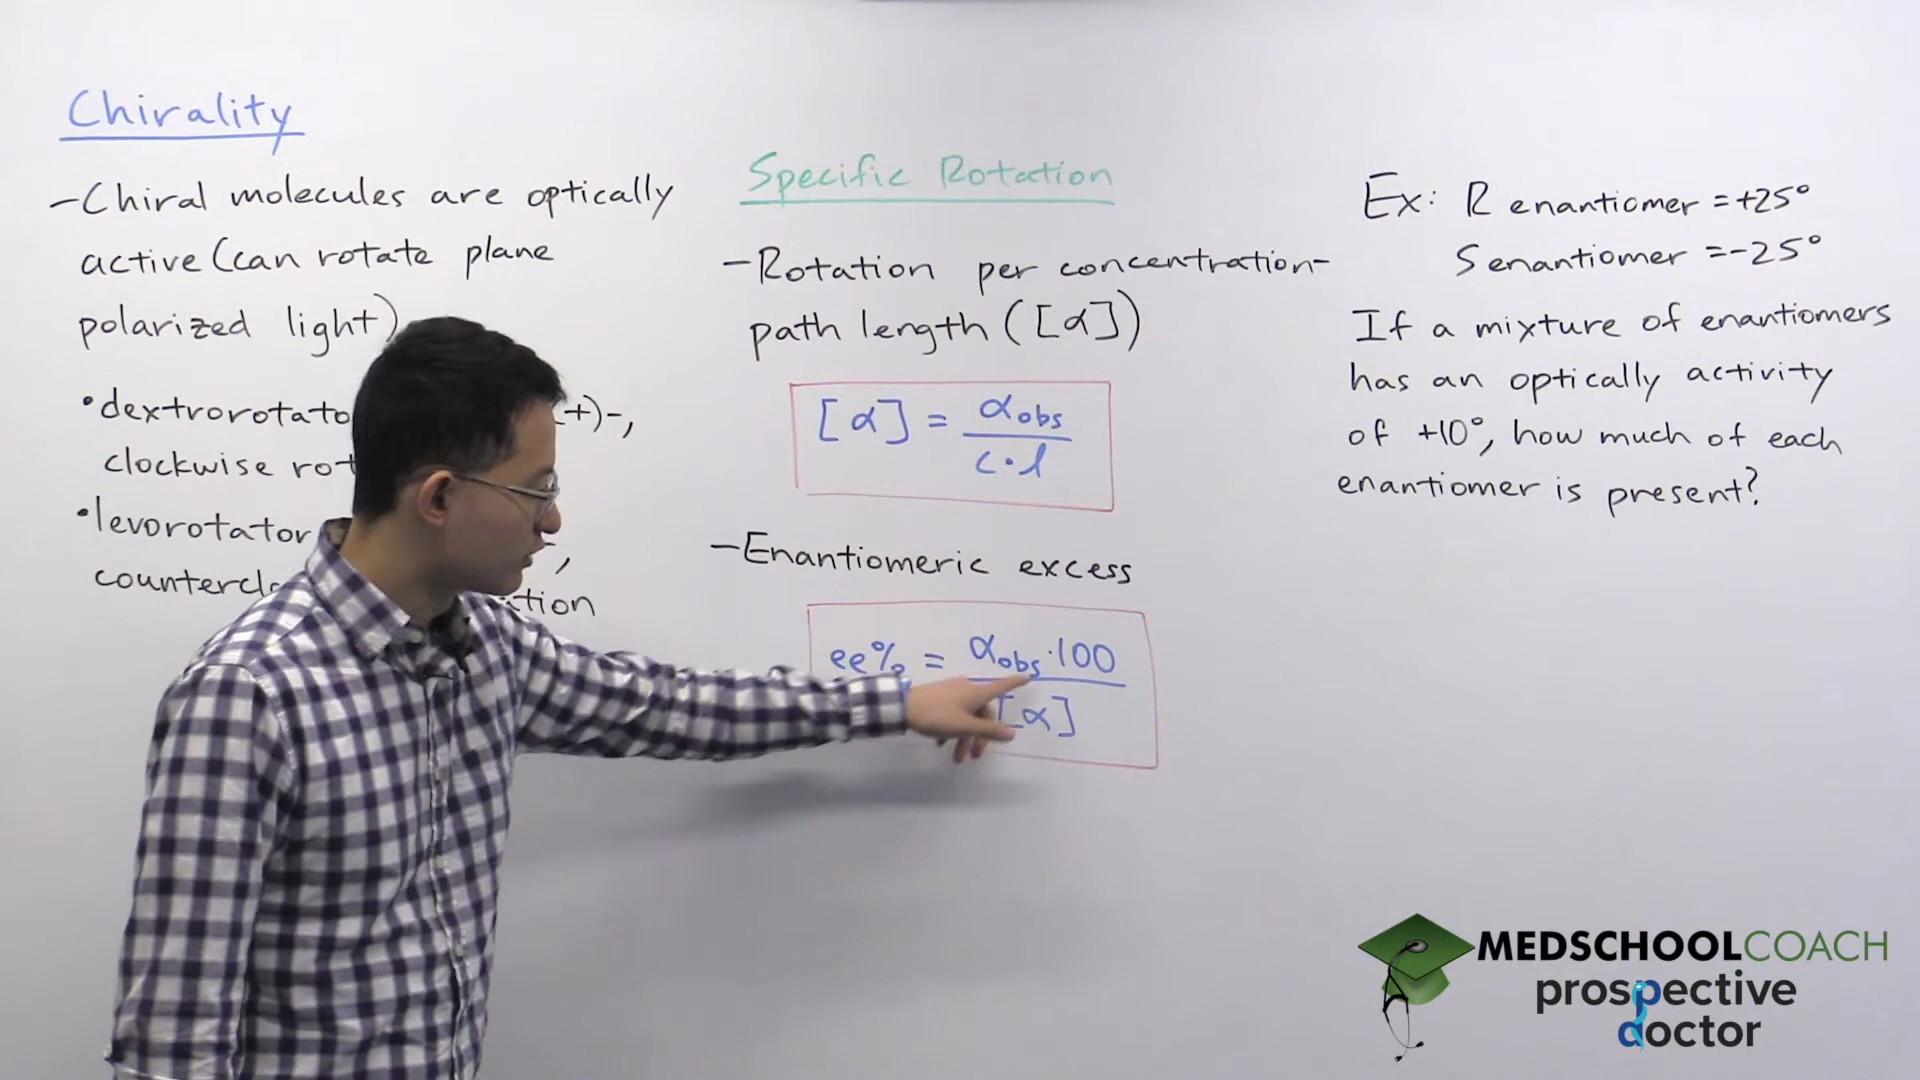 Chirality
-Chiral molecules are optically
active (can rotate plane
polarized light)
•dextrorotato (+)-,
clockwise rot
•levorotator -,
countercl tion
Specific Rotation
-Rotation per concentration-
path length ([α])
[α] = αobs / c·l
-Enantiomeric excess
ee% = αobs·100 / [α]
Ex: R enantiomer = +25°
S enantiomer = -25°
If a mixture of enantiomers
has an optically activity
of +10°, how much of each
enantiomer is present?
MEDSCHOOLCOACH
prospective
doctor